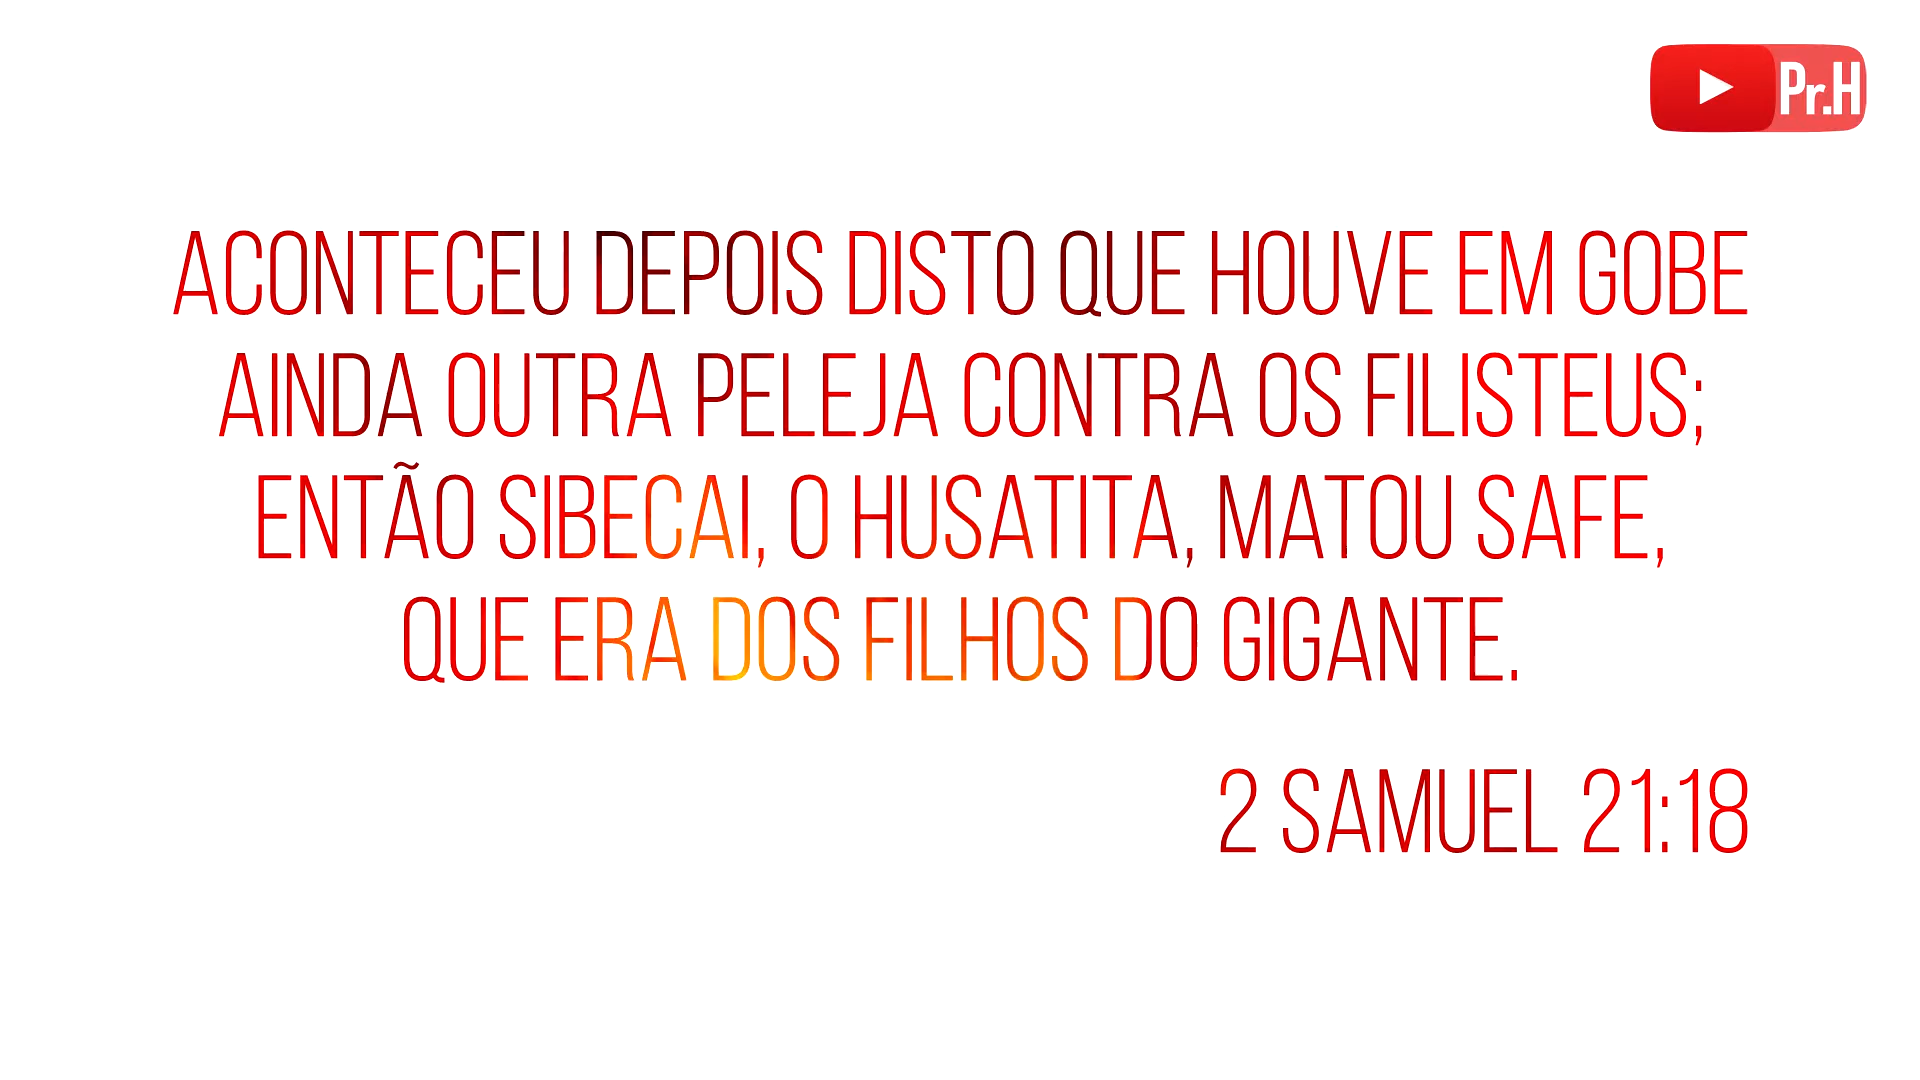 Pr.H
ACONTECEU DEPOIS DISTO QUE HOUVE EM GOBE
AINDA OUTRA PELEJA CONTRA OS FILISTEUS;
ENTÃO SIBECAI, O HUSATITA, MATOU SAFE,
QUE ERA DOS FILHOS DO GIGANTE.
2 SAMUEL 21:18